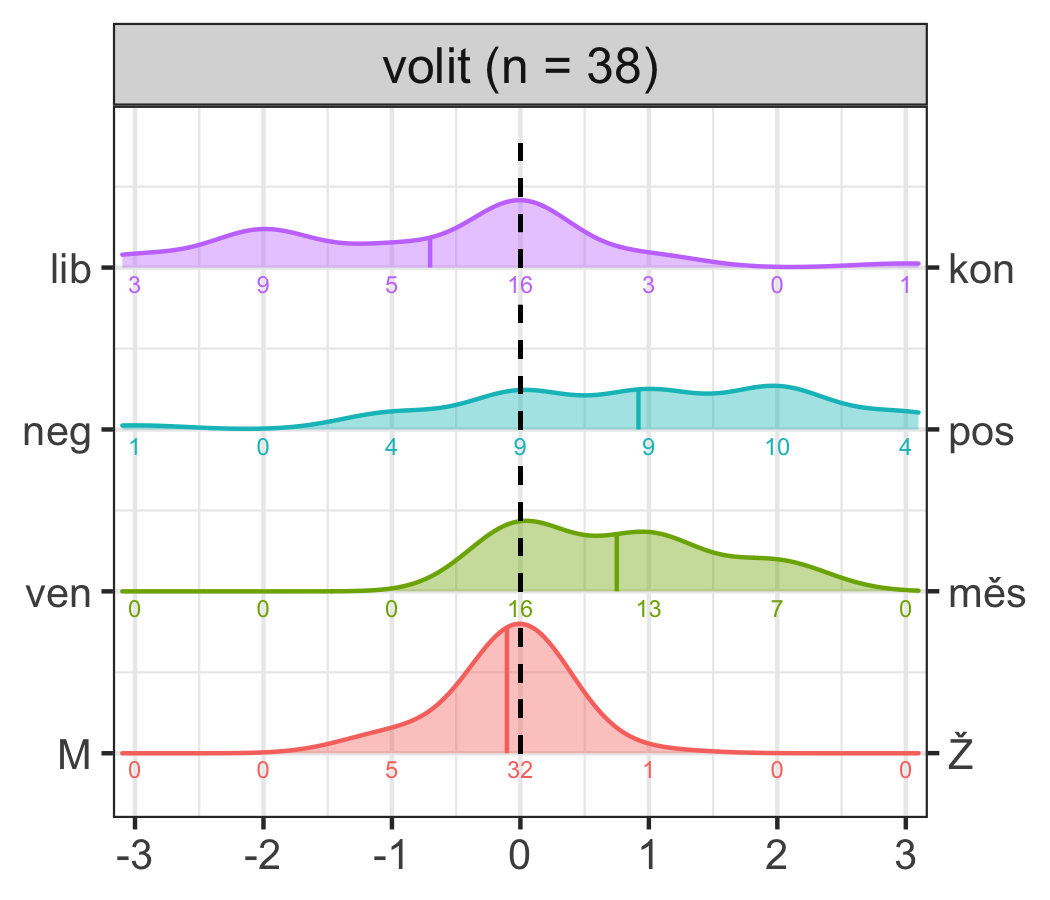 volit (n = 38)
lib kon
3 9 5 16 3 0 1
neg pos
1 0 4 9 9 10 4
ven měs
0 0 0 16 13 7 0
M Ž
0 0 5 32 1 0 0
-3 -2 -1 0 1 2 3